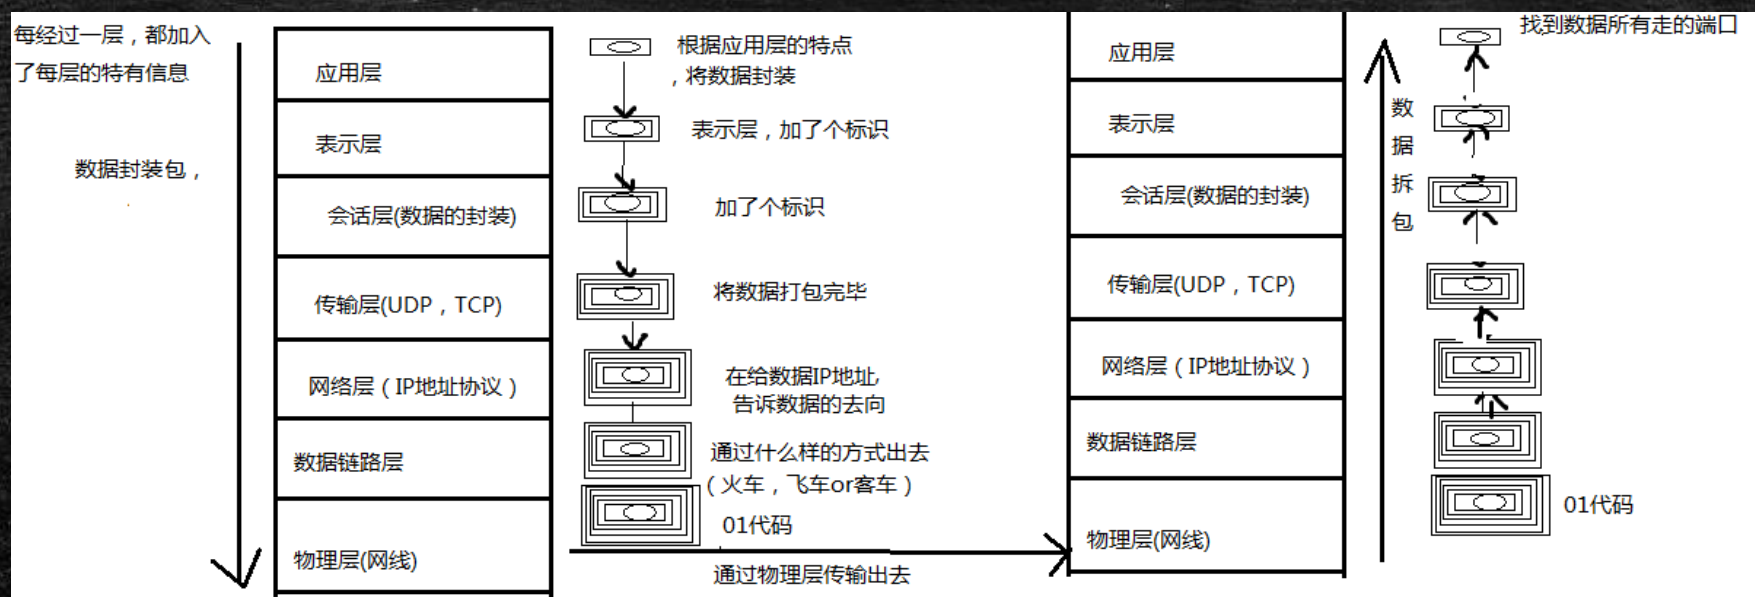 每经过一层，都加入
了每层的特有信息
数据封装包，
应用层
表示层
会话层(数据的封装)
传输层(UDP，TCP)
网络层（IP地址协议）
数据链路层
物理层(网线)
根据应用层的特点
，将数据封装
表示层，加了个标识
加了个标识
将数据打包完毕
在给数据IP地址,
告诉数据的去向
通过什么样的方式出去
（火车，飞车or客车）
01代码
通过物理层传输出去
应用层
表示层
会话层(数据的封装)
传输层(UDP，TCP)
网络层（IP地址协议）
数据链路层
物理层(网线)
数
据
拆
包
找到数据所有走的端口
01代码